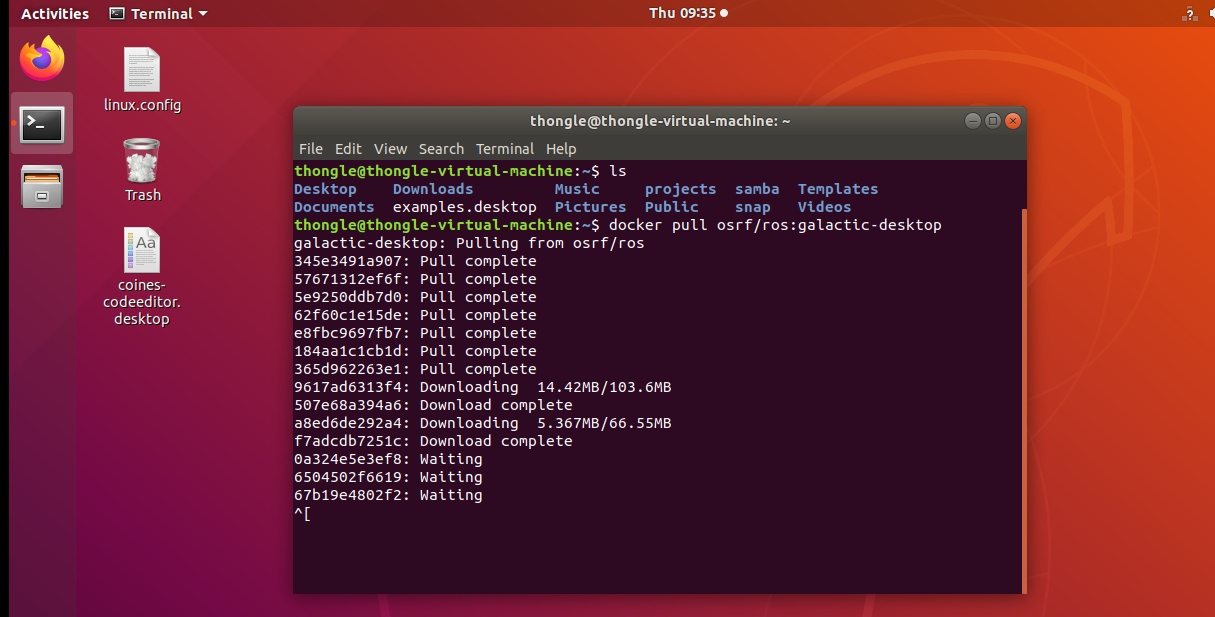 Activities
Terminal
Thu 09:35
?
linux.config
Trash
Aa
coines-
codeeditor.
desktop
thongle@thongle-virtual-machine: ~
File Edit View Search Terminal Help
thongle@thongle-virtual-machine:~$ ls
Desktop Downloads Music projects samba Templates
Documents examples.desktop Pictures Public snap Videos
thongle@thongle-virtual-machine:~$ docker pull osrf/ros:galactic-desktop
galactic-desktop: Pulling from osrf/ros
345e3491a907: Pull complete
57671312ef6f: Pull complete
5e9250ddb7d0: Pull complete
62f60c1e15de: Pull complete
e8fbc9697fb7: Pull complete
184aa1c1cb1d: Pull complete
365d962263e1: Pull complete
9617ad6313f4: Downloading 14.42MB/103.6MB
507e68a394a6: Download complete
a8ed6de292a4: Downloading 5.367MB/66.55MB
f7adcdb7251c: Download complete
0a324e5e3ef8: Waiting
6504502f6619: Waiting
67b19e4802f2: Waiting
^[